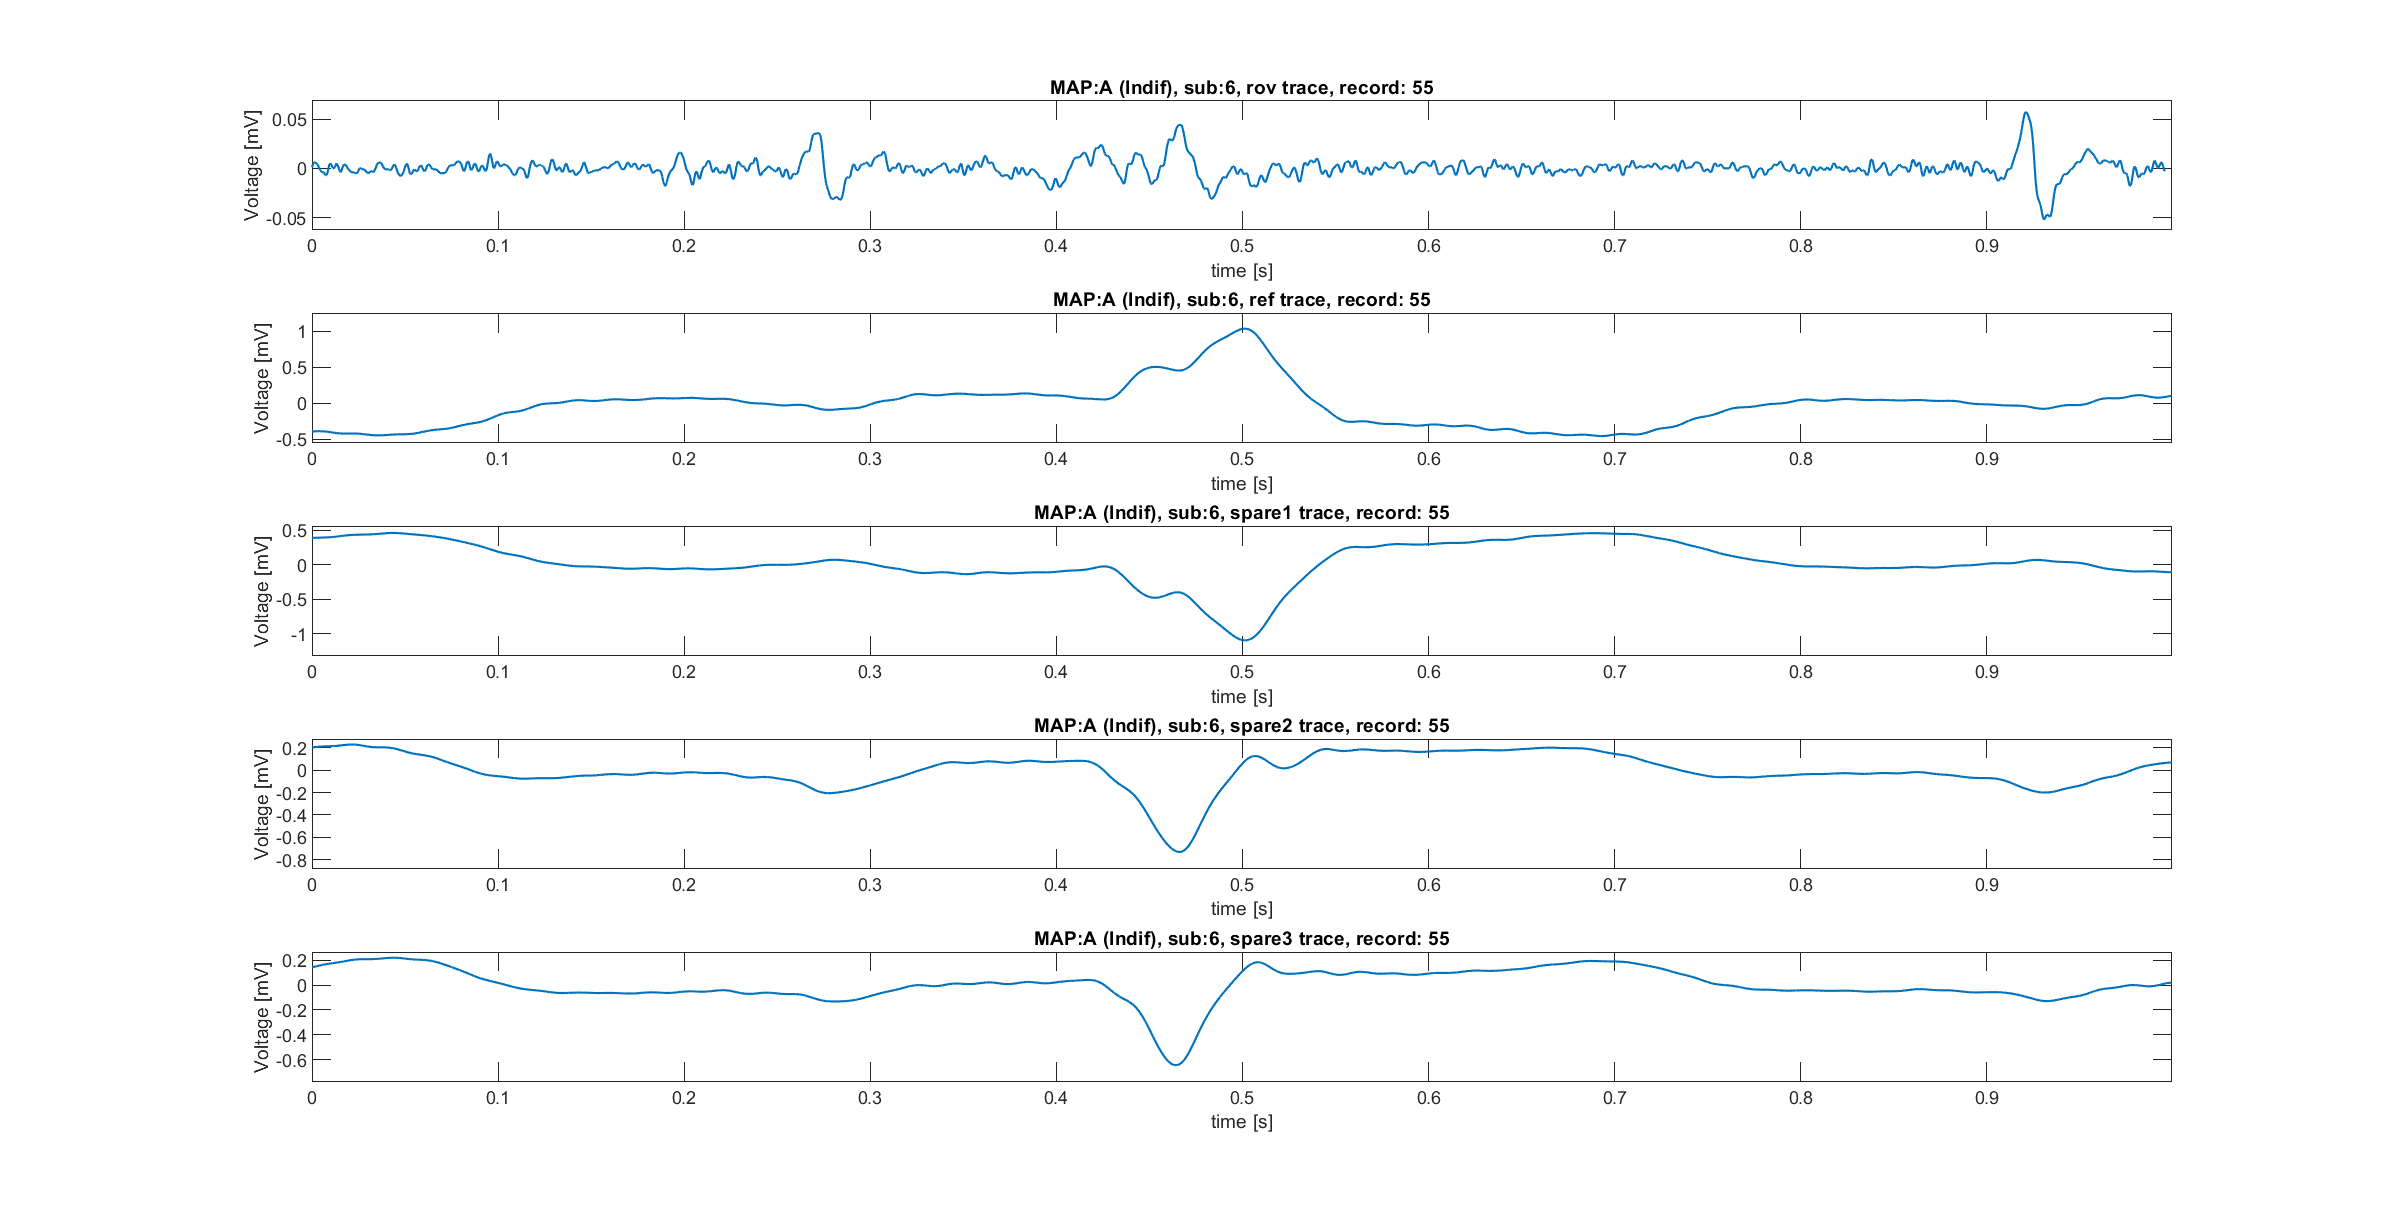 MAP:A (Indif), sub:6, rov trace, record: 55
Voltage [mV]
0.05
0
-0.05
0 0.1 0.2 0.3 0.4 0.5 0.6 0.7 0.8 0.9
time [s]
MAP:A (Indif), sub:6, ref trace, record: 55
Voltage [mV]
1
0.5
0
-0.5
0 0.1 0.2 0.3 0.4 0.5 0.6 0.7 0.8 0.9
time [s]
MAP:A (Indif), sub:6, spare1 trace, record: 55
Voltage [mV]
0.5
0
-0.5
-1
0 0.1 0.2 0.3 0.4 0.5 0.6 0.7 0.8 0.9
time [s]
MAP:A (Indif), sub:6, spare2 trace, record: 55
Voltage [mV]
0.2
0
-0.2
-0.4
-0.6
-0.8
0 0.1 0.2 0.3 0.4 0.5 0.6 0.7 0.8 0.9
time [s]
MAP:A (Indif), sub:6, spare3 trace, record: 55
Voltage [mV]
0.2
0
-0.2
-0.4
-0.6
0 0.1 0.2 0.3 0.4 0.5 0.6 0.7 0.8 0.9
time [s]